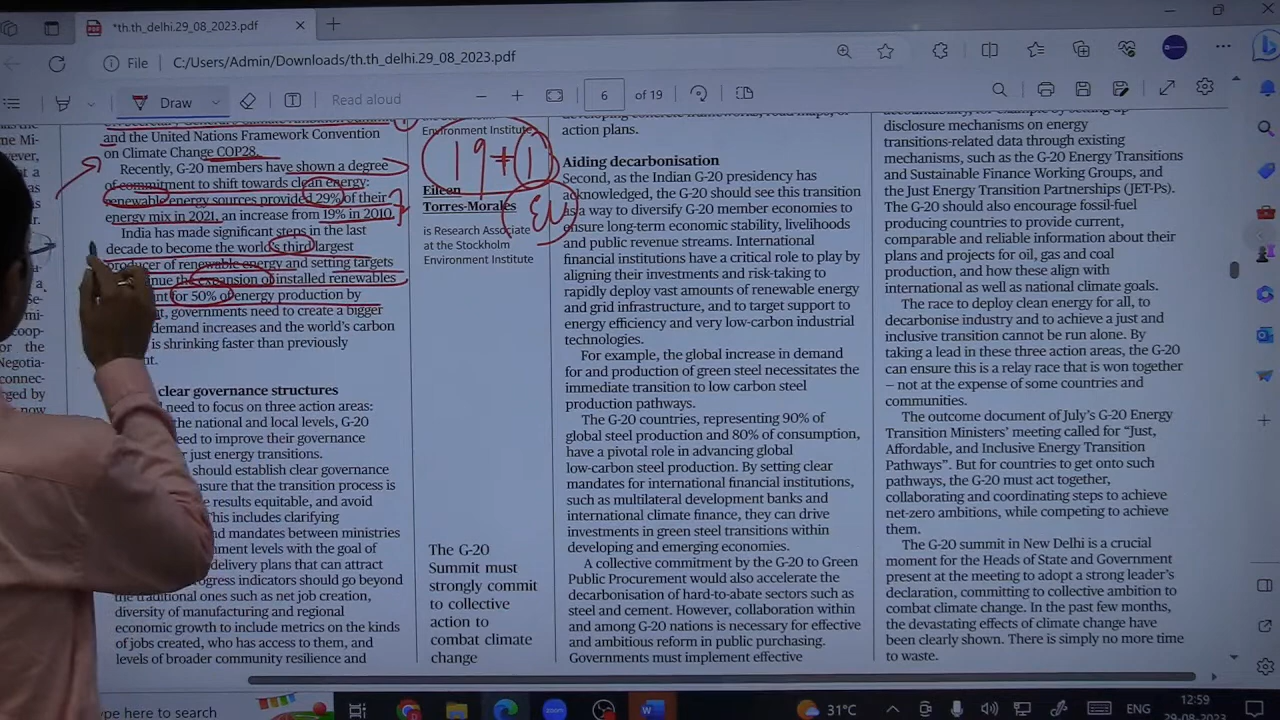 *th.th_delhi.29_08_2023.pdf
File C:/Users/Admin/Downloads/th.th_delhi.29_08_2023.pdf
Draw Read aloud 6 of 19
and the United Nations Framework Convention
on Climate Change COP28.
Recently, G-20 members have shown a degree
of commitment to shift towards clean energy:
renewable energy sources provided 29% of their
energy mix in 2021, an increase from 19% in 2010.
India has made significant steps in the last
decade to become the world's third largest
producer of renewable energy and setting targets
the expansion of installed renewables
for 50% of energy production by
governments need to create a bigger
demand increases and the world's carbon
is shrinking faster than previously
clear governance structures
need to focus on three action areas:
the national and local levels, G-20
need to improve their governance
just energy transitions.
should establish clear governance
ensure that the transition process is
results equitable, and avoid
This includes clarifying
and mandates between ministries
levels with the goal of
delivery plans that can attract
progress indicators should go beyond
the traditional ones such as net job creation,
diversity of manufacturing and regional
economic growth to include metrics on the kinds
of jobs created, who has access to them, and
levels of broader community resilience and
Environment Institute
19+1
Eileen
Torres-Morales
EU
is Research Associate
at the Stockholm
Environment Institute
The G-20
Summit must
strongly commit
to collective
action to
combat climate
change
action plans.
Aiding decarbonisation
Second, as the Indian G-20 presidency has
acknowledged, the G-20 should see this transition
as a way to diversify G-20 member economies to
ensure long-term economic stability, livelihoods
and public revenue streams. International
financial institutions have a critical role to play by
aligning their investments and risk-taking to
rapidly deploy vast amounts of renewable energy
and grid infrastructure, and to target support to
energy efficiency and very low-carbon industrial
technologies.
For example, the global increase in demand
for and production of green steel necessitates the
immediate transition to low carbon steel
production pathways.
The G-20 countries, representing 90% of
global steel production and 80% of consumption,
have a pivotal role in advancing global
low-carbon steel production. By setting clear
mandates for international financial institutions,
such as multilateral development banks and
international climate finance, they can drive
investments in green steel transitions within
developing and emerging economies.
A collective commitment by the G-20 to Green
Public Procurement would also accelerate the
decarbonisation of hard-to-abate sectors such as
steel and cement. However, collaboration within
and among G-20 nations is necessary for effective
and ambitious reform in public purchasing.
Governments must implement effective
disclosure mechanisms on energy
transitions-related data through existing
mechanisms, such as the G-20 Energy Transitions
and Sustainable Finance Working Groups, and
the Just Energy Transition Partnerships (JET-Ps).
The G-20 should also encourage fossil-fuel
producing countries to provide current,
comparable and reliable information about their
plans and projects for oil, gas and coal
production, and how these align with
international as well as national climate goals.
The race to deploy clean energy for all, to
decarbonise industry and to achieve a just and
inclusive transition cannot be run alone. By
taking a lead in these three action areas, the G-20
can ensure this is a relay race that is won together
– not at the expense of some countries and
communities.
The outcome document of July's G-20 Energy
Transition Ministers' meeting called for “Just,
Affordable, and Inclusive Energy Transition
Pathways”. But for countries to get onto such
pathways, the G-20 must act together,
collaborating and coordinating steps to achieve
net-zero ambitions, while competing to achieve
them.
The G-20 summit in New Delhi is a crucial
moment for the Heads of State and Government
present at the meeting to adopt a strong leader's
declaration, committing to collective ambition to
combat climate change. In the past few months,
the devastating effects of climate change have
been clearly shown. There is simply no more time
to waste.
ype here to search
31°C ENG 12:59
29-08-2023